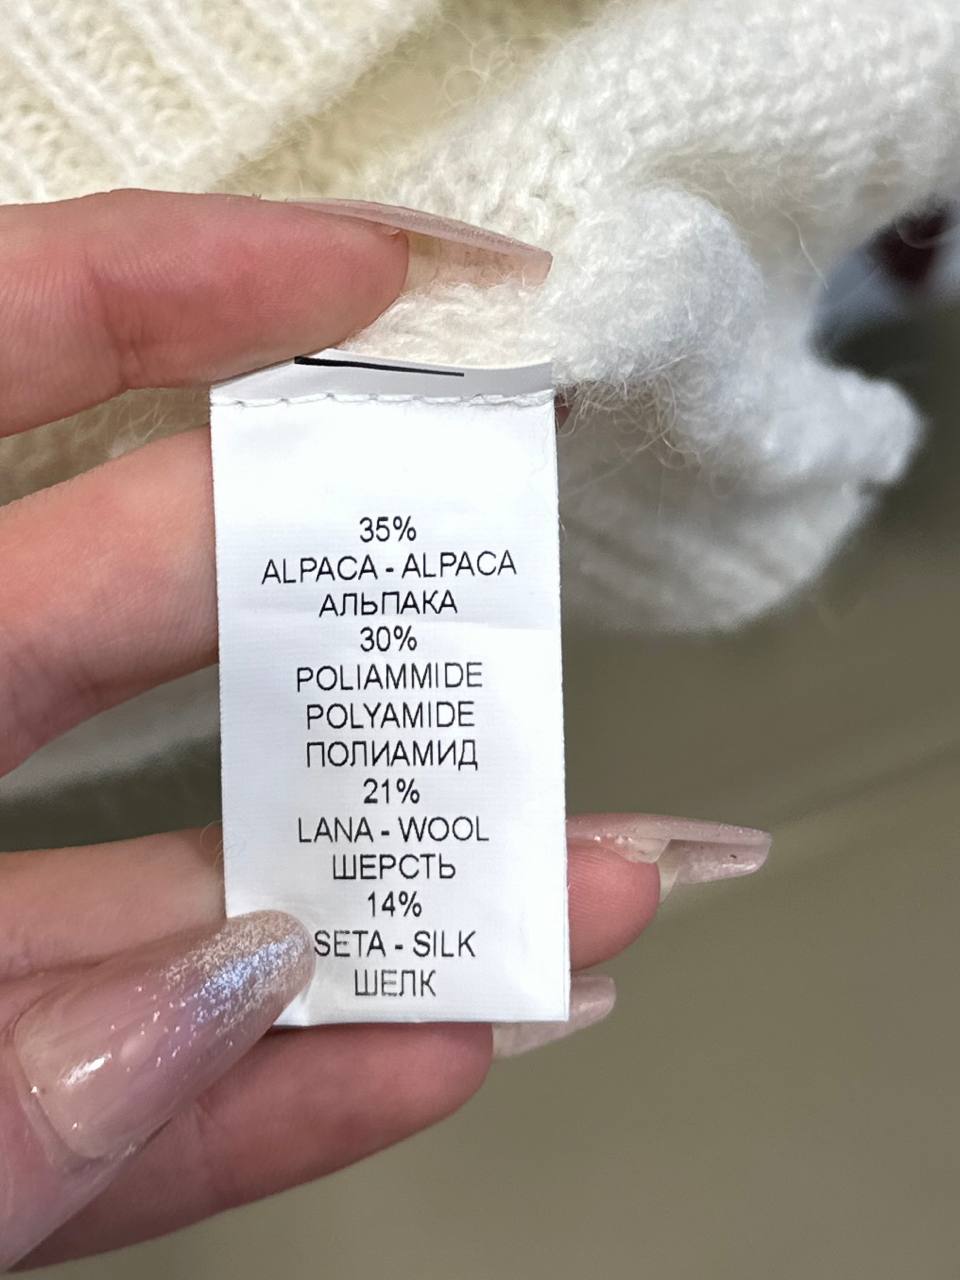 35%
ALPACA - ALPACA
АЛЬПАКА
30%
POLIAMMIDE
POLYAMIDE
ПОЛИАМИД
21%
LANA - WOOL
ШЕРСТЬ
14%
SETA - SILK
ШЕЛК